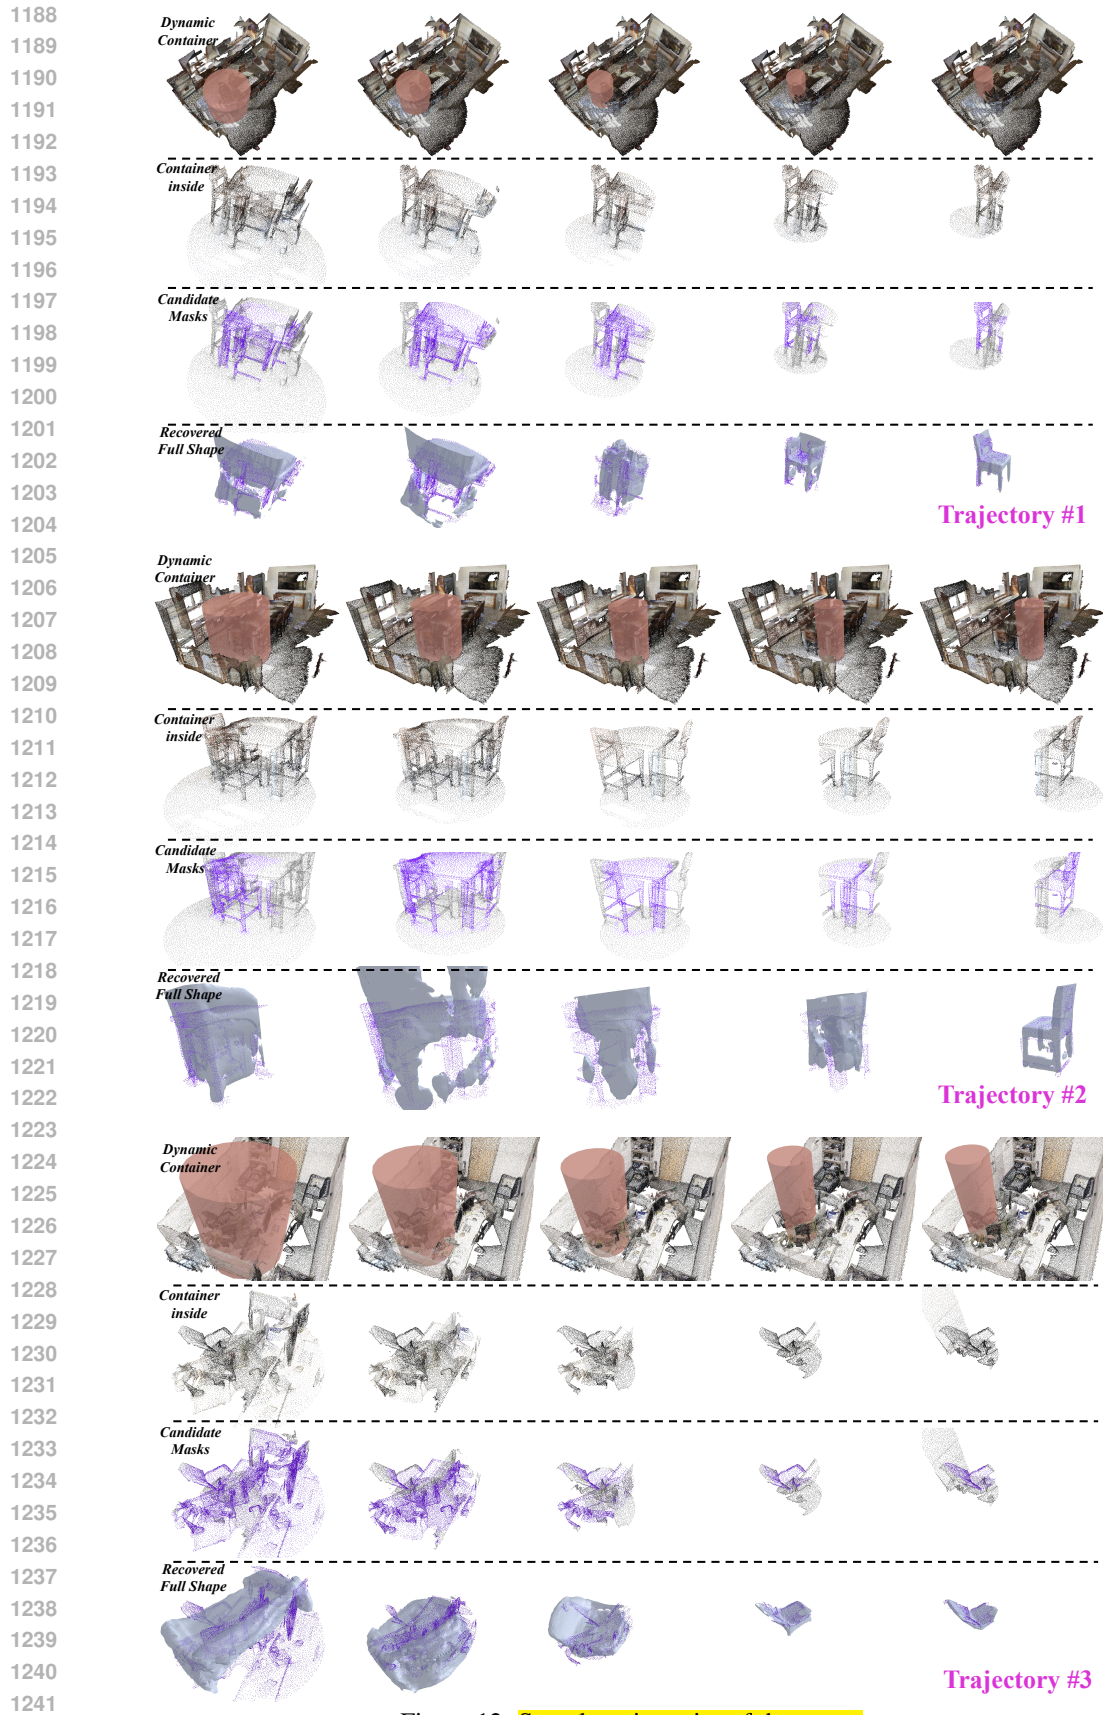 1188
Dynamic
Container
1189
1190
1191
1192
1193
Container
inside
1194
1195
1196
1197
Candidate
Masks
1198
1199
1200
1201
Recovered
Full Shape
1202
1203
1204
Trajectory #1
1205
Dynamic
Container
1206
1207
1208
1209
1210
Container
inside
1211
1212
1213
1214
Candidate
Masks
1215
1216
1217
1218
Recovered
Full Shape
1219
1220
1221
1222
Trajectory #2
1223
Dynamic
Container
1224
1225
1226
1227
1228
Container
inside
1229
1230
1231
1232
Candidate
Masks
1233
1234
1235
1236
1237
Recovered
Full Shape
1238
1239
1240
Trajectory #3
1241